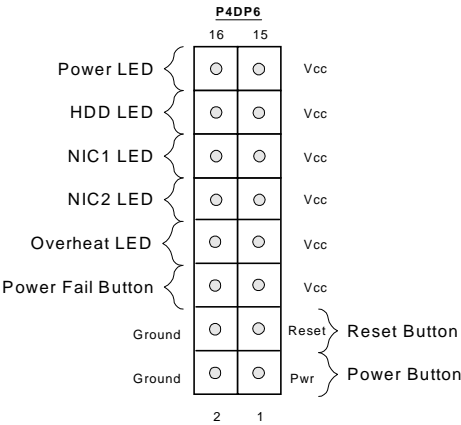 P4DP6
16 15
Power LED Vcc
HDD LED Vcc
NIC1 LED Vcc
NIC2 LED Vcc
Overheat LED Vcc
Power Fail Button Vcc
Ground Reset Reset Button
Ground Pwr Power Button
2 1